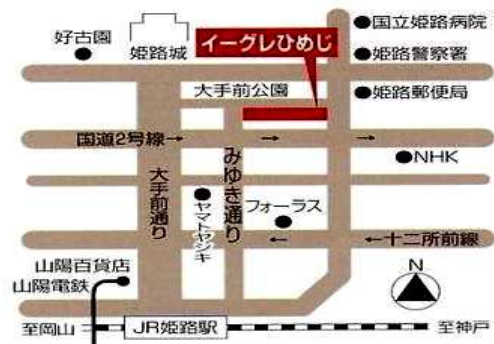 国立姫路病院
好古園
姫路城
イーグレひめじ
姫路警察署
大手前公園
姫路郵便局
国道2号線→
→
→
NHK
大手前通り
みゆき通り
ヤマトヤシキ
フォーラス
←
←十二所前線
山陽百貨店
山陽電鉄
N
至岡山
JR姫路駅
至神戸